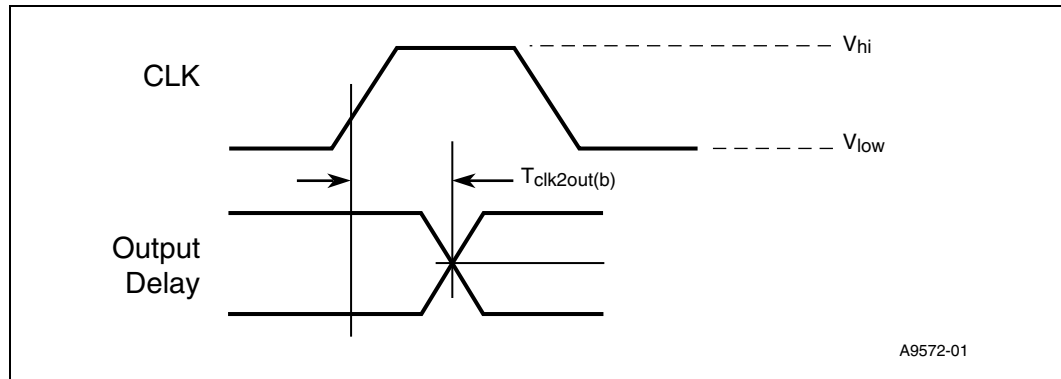 CLK
Vhi
Vlow
Tclk2out(b)
Output
Delay
A9572-01